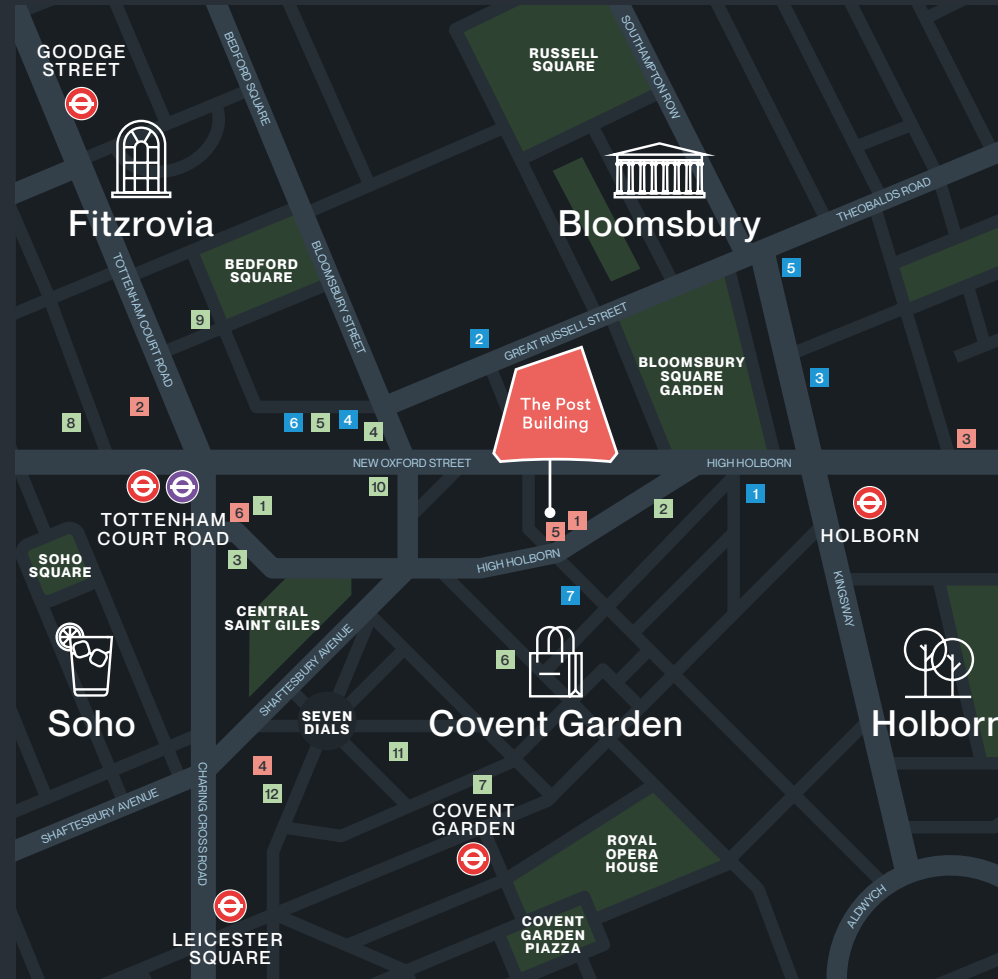 GOODGE
STREET
BEDFORD SQUARE
RUSSELL
SQUARE
SOUTHAMPTON ROW
Fitzrovia
Bloomsbury
THEOBALDS ROAD
BEDFORD
SQUARE
TOTTENHAM COURT ROAD
BLOOMSBURY STREET
5
9
2
GREAT RUSSELL STREET
BLOOMSBURY
SQUARE
GARDEN
3
The Post
Building
2
8
6
5
4
4
3
NEW OXFORD STREET
HIGH HOLBORN
10
1
TOTTENHAM
COURT ROAD
6
1
2
HOLBORN
3
1
5
HIGH HOLBORN
SOHO
SQUARE
KINGSWAY
7
CENTRAL
SAINT GILES
SHAFTESBURY AVENUE
6
Soho
SEVEN
DIALS
Covent Garden
Holborn
11
4
12
7
SHAFTESBURY AVENUE
CHARING CROSS ROAD
COVENT
GARDEN
ROYAL
OPERA
HOUSE
ALDWYCH
LEICESTER
SQUARE
COVENT
GARDEN
PIAZZA